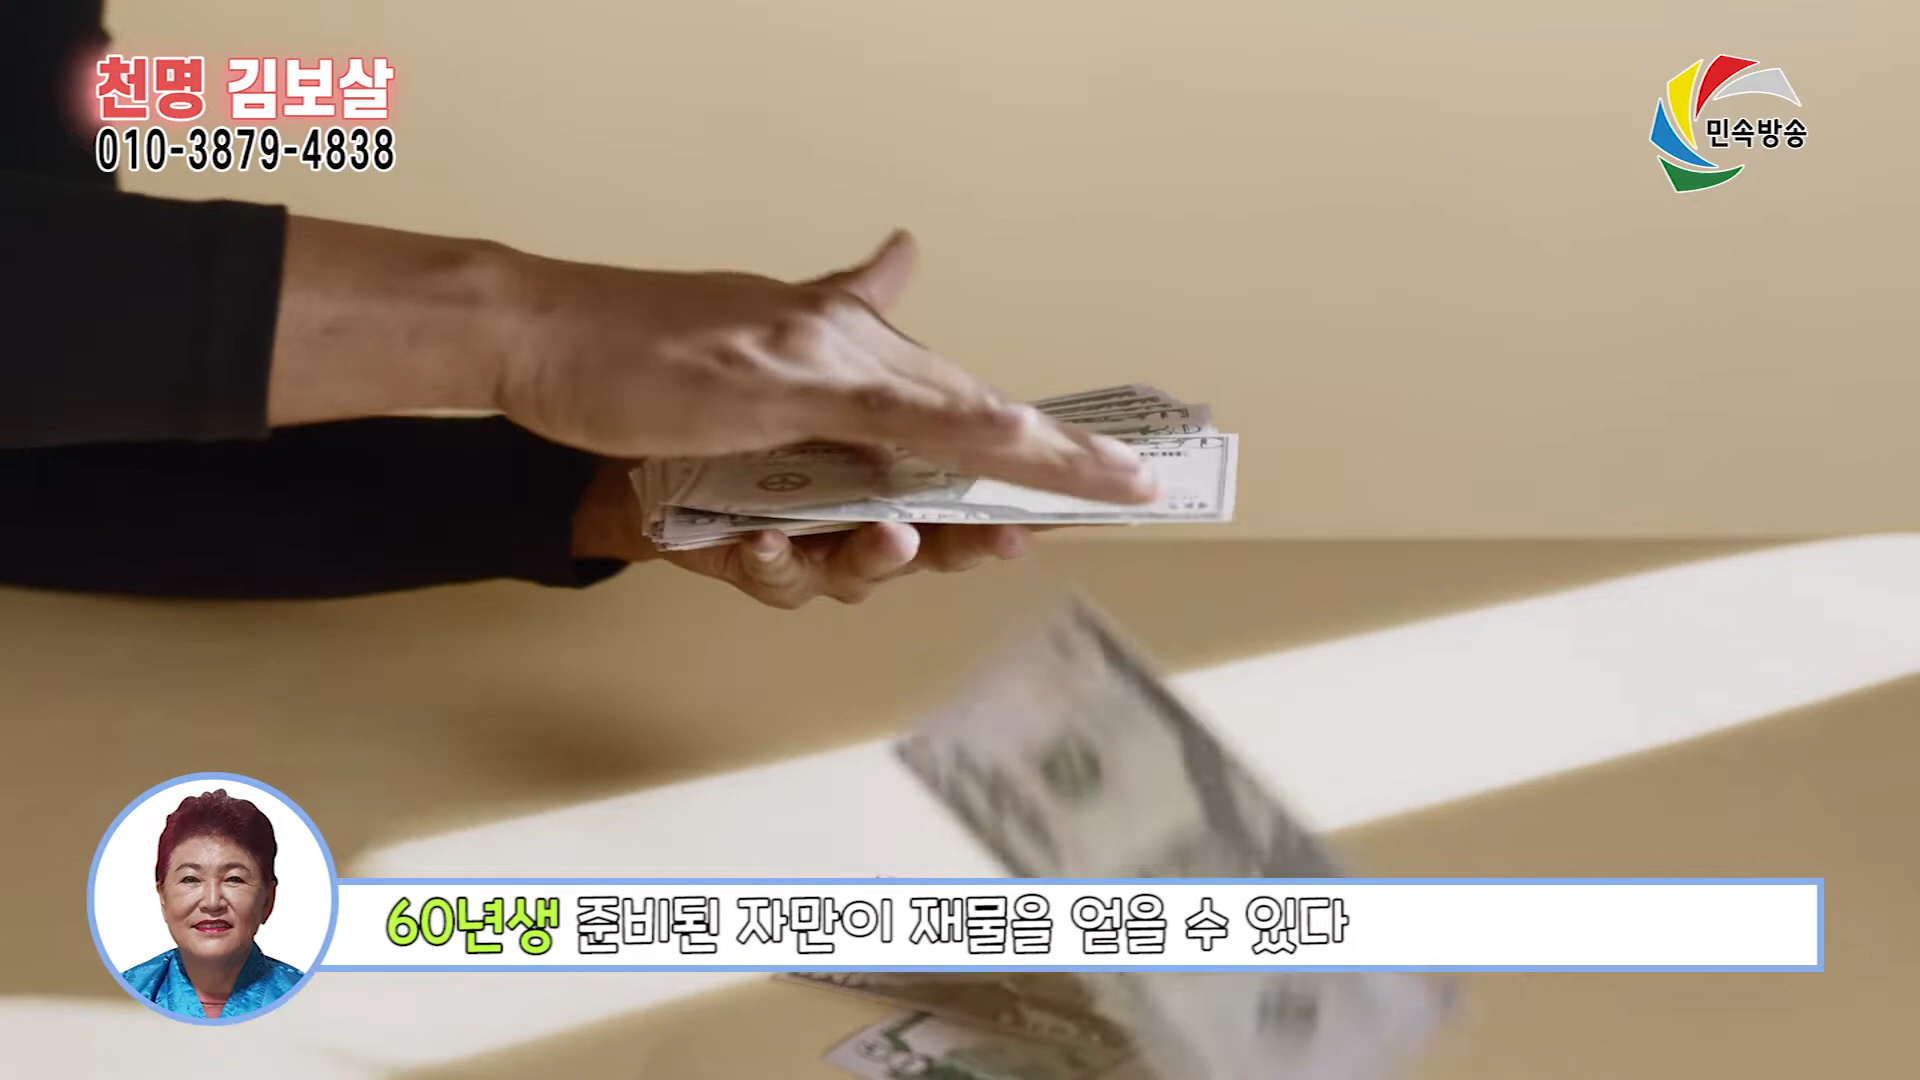 천명 김보살
010-3879-4838
민속방송
60년생 준비된 자만이 재물을 얻을 수 있다